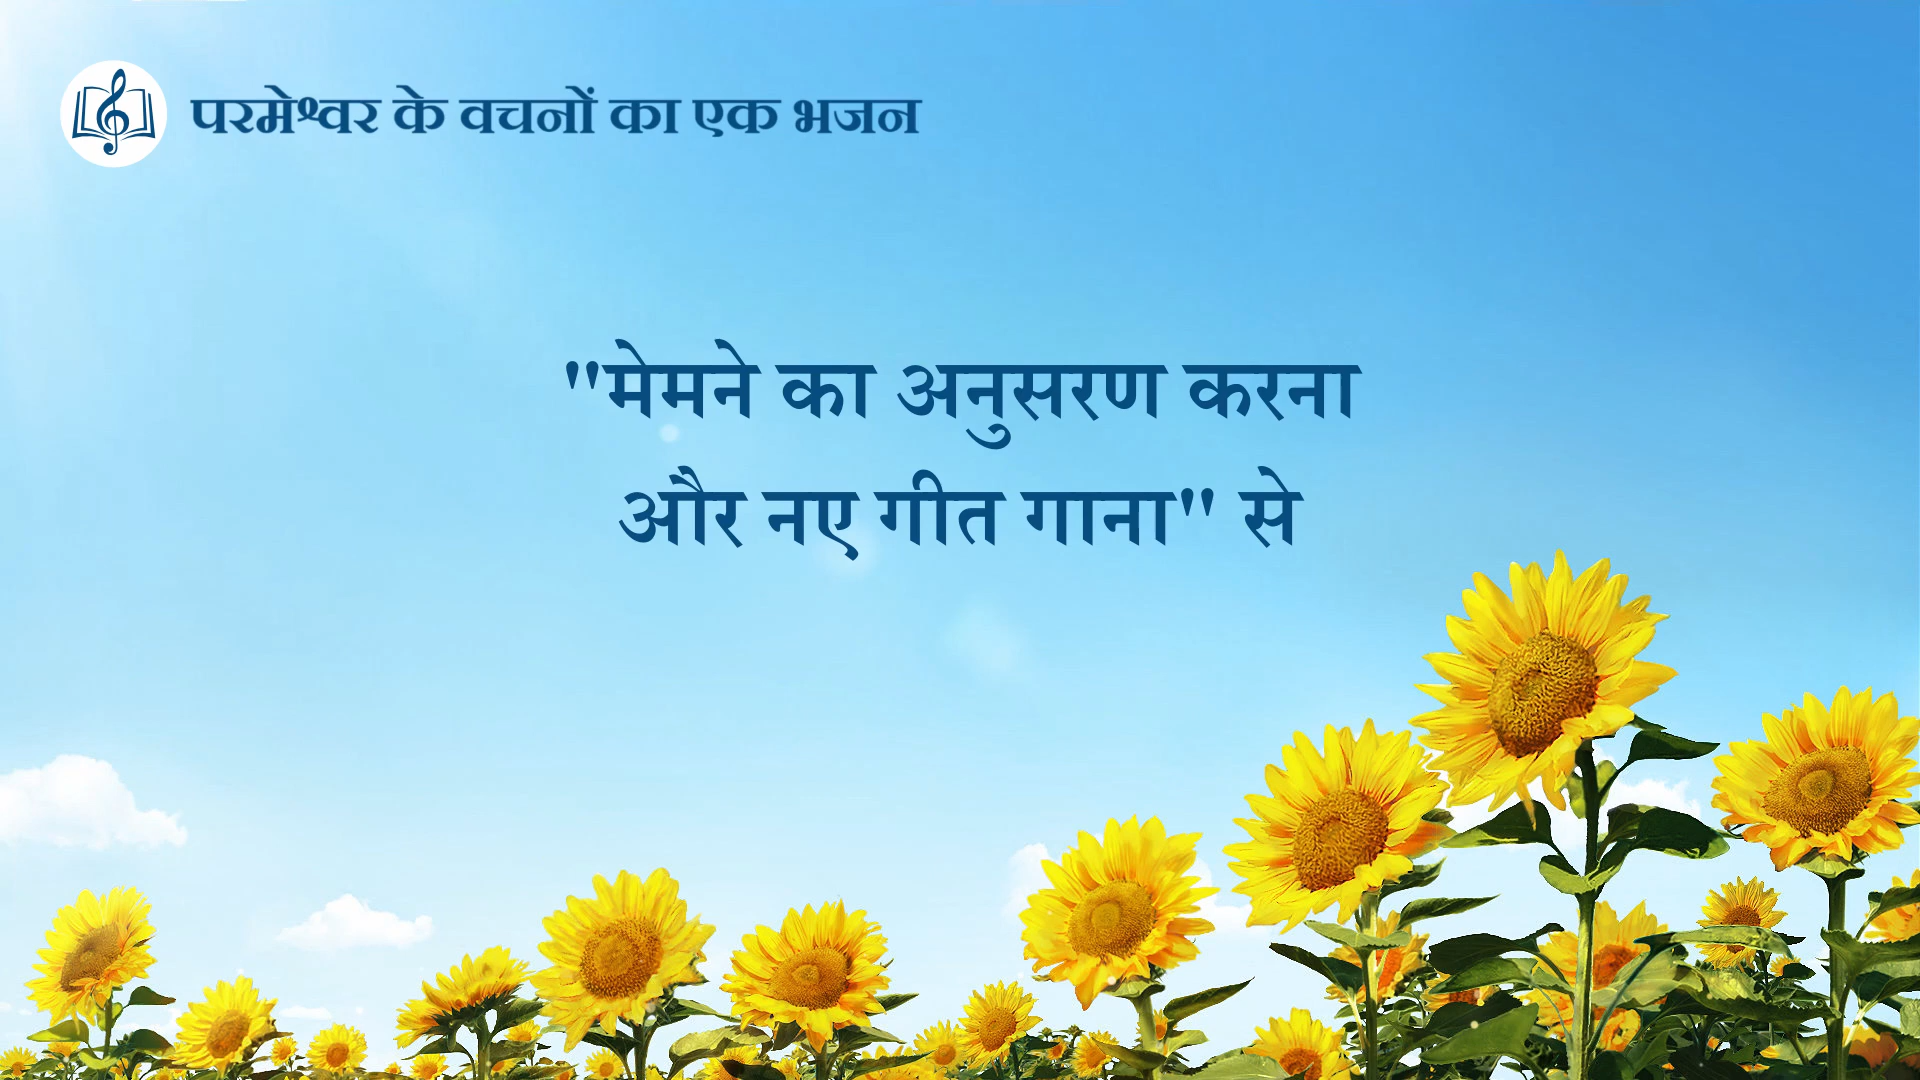 परमेश्वर के वचनों का एक भजन
"मेमने का अनुसरण करना
और नए गीत गाना" से